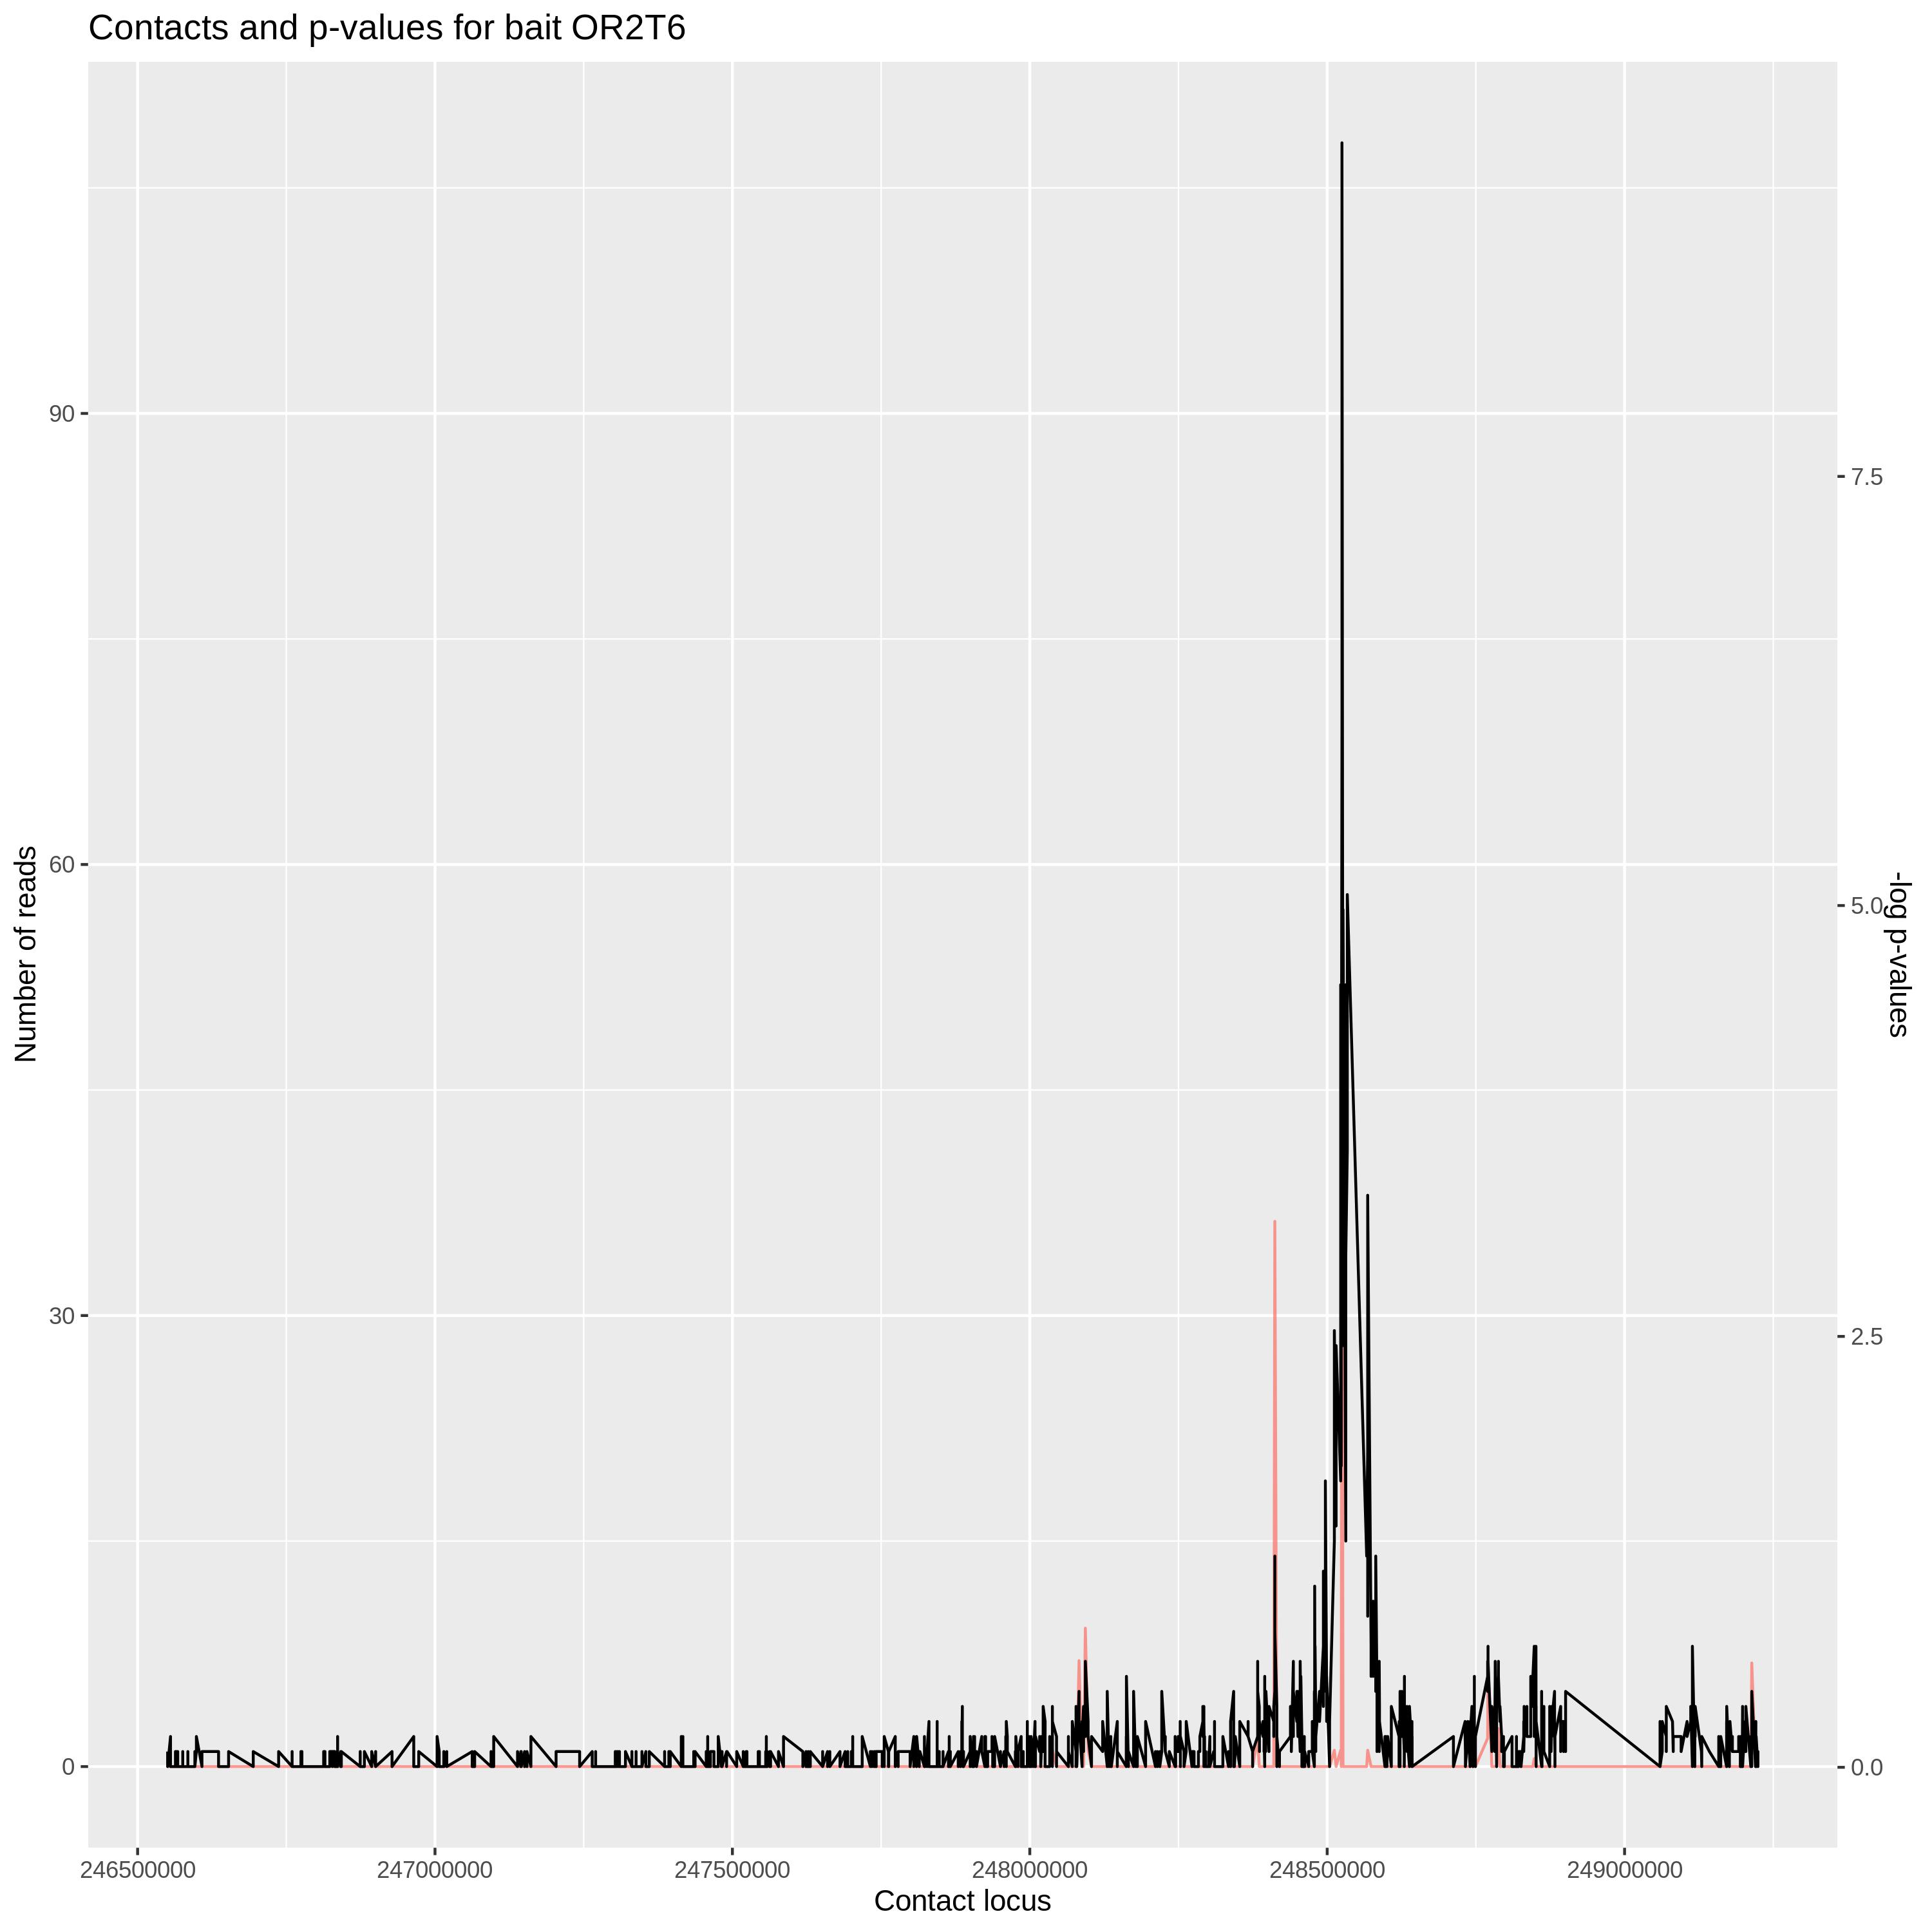 Contacts and p-values for bait OR2T6
Number of reads
90
60
30
0
7.5
5.0
2.5
0.0
-log p-values
246500000 247000000 247500000 248000000 248500000 249000000
Contact locus